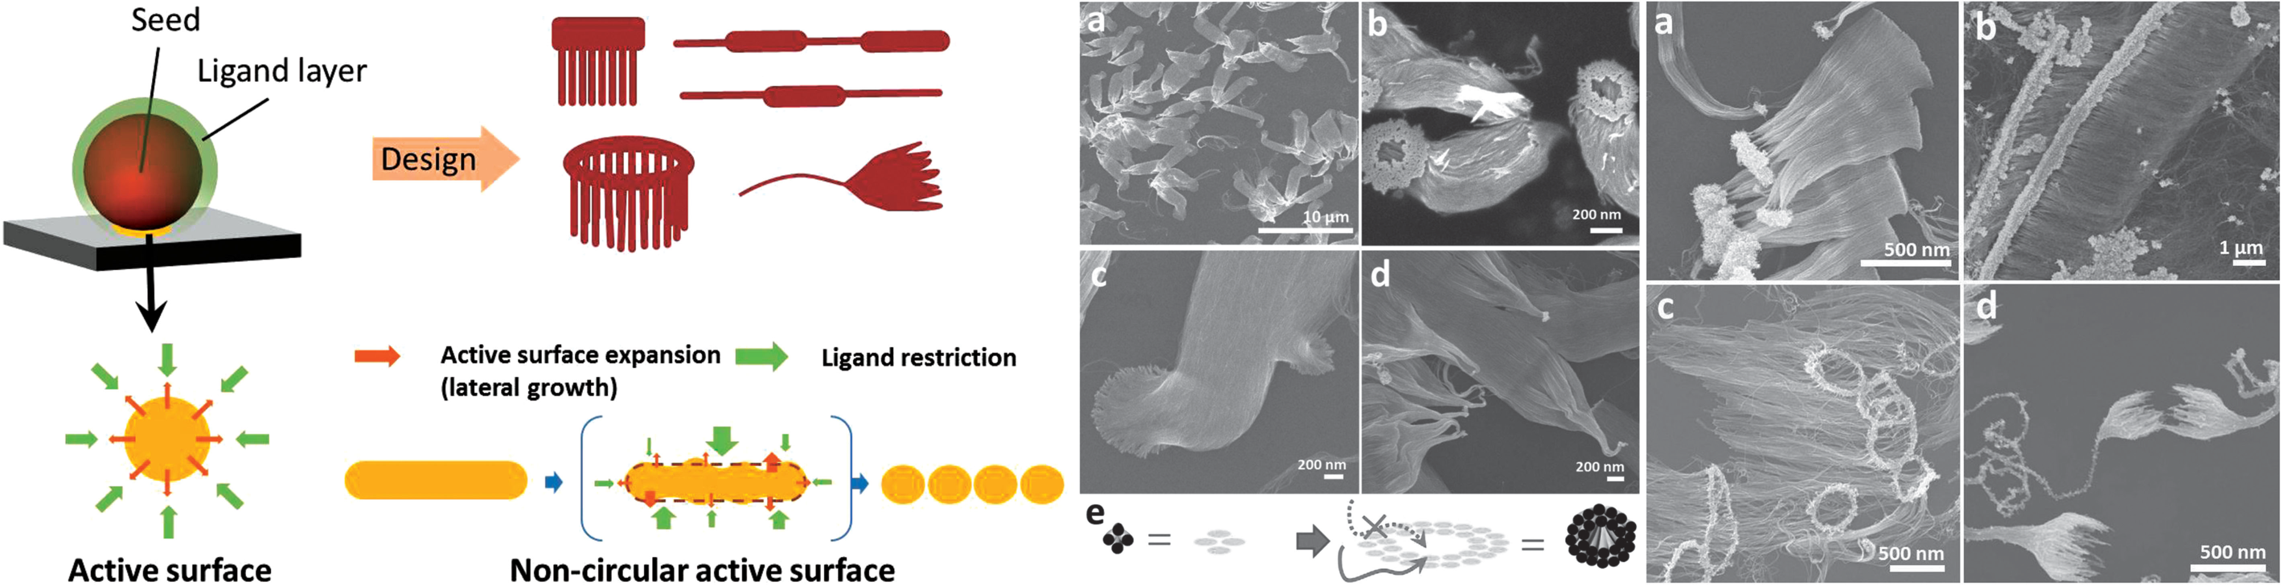 Seed
Ligand layer
Design
Active surface expansion
(lateral growth)
Ligand restriction
Active surface
Non-circular active surface
a
10 µm
b
200 nm
c
200 nm
d
200 nm
e
a
500 nm
b
1 µm
c
500 nm
d
500 nm